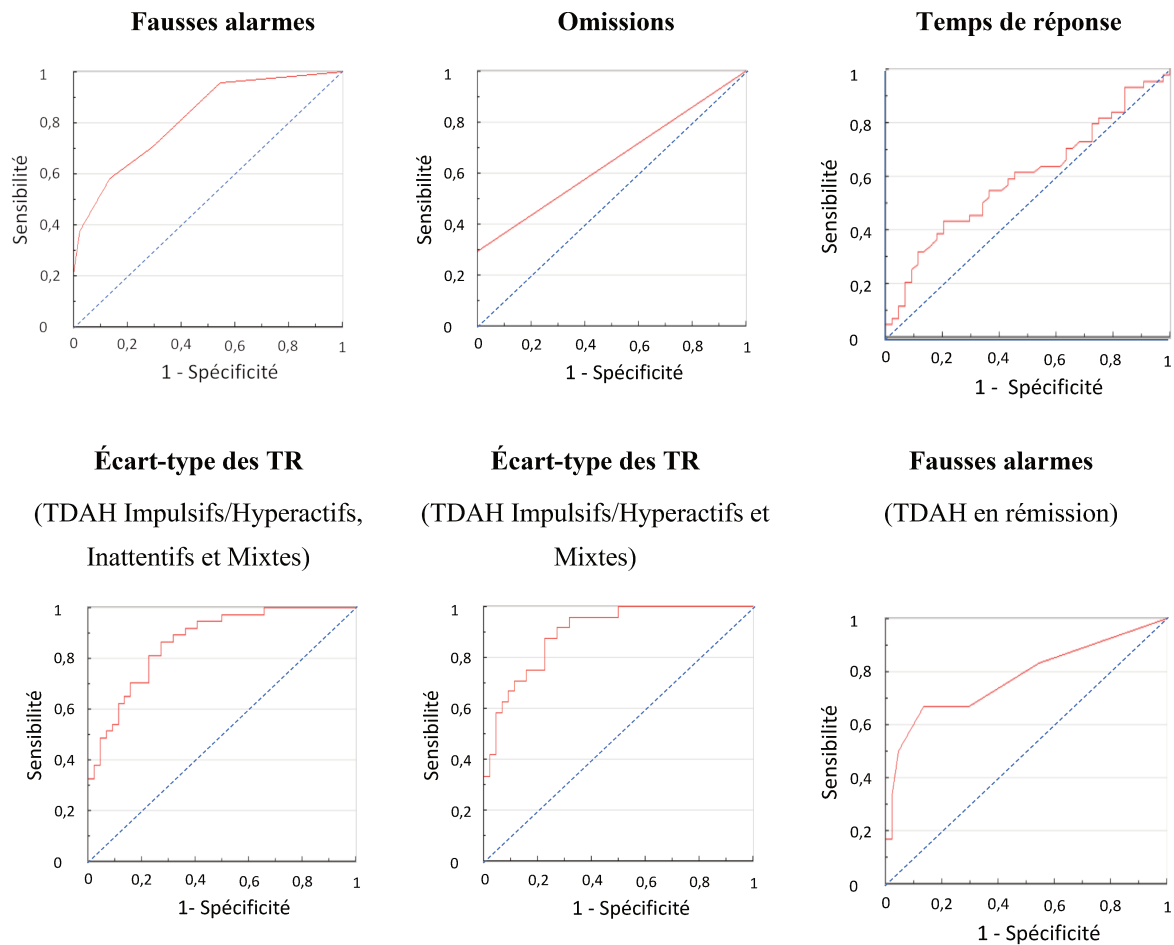 Fausses alarmes
Omissions
Temps de réponse
1
0,8
0,6
0,4
0,2
0
Sensibilité
0 0,2 0,4 0,6 0,8 1
1 - Spécificité
1
0,8
0,6
0,4
0,2
0
Sensibilité
0 0,2 0,4 0,6 0,8 1
1 - Spécificité
1
0,8
0,6
0,4
0,2
0
Sensibilité
0 0,2 0,4 0,6 0,8 1
1 - Spécificité
Écart-type des TR
(TDAH Impulsifs/Hyperactifs,
Inattentifs et Mixtes)
Écart-type des TR
(TDAH Impulsifs/Hyperactifs et
Mixtes)
Fausses alarmes
(TDAH en rémission)
1
0,8
0,6
0,4
0,2
0
Sensibilité
0 0,2 0,4 0,6 0,8 1
1- Spécificité
1
0,8
0,6
0,4
0,2
0
Sensibilité
0 0,2 0,4 0,6 0,8 1
1 - Spécificité
1
0,8
0,6
0,4
0,2
0
Sensibilité
0 0,2 0,4 0,6 0,8 1
1 - Spécificité